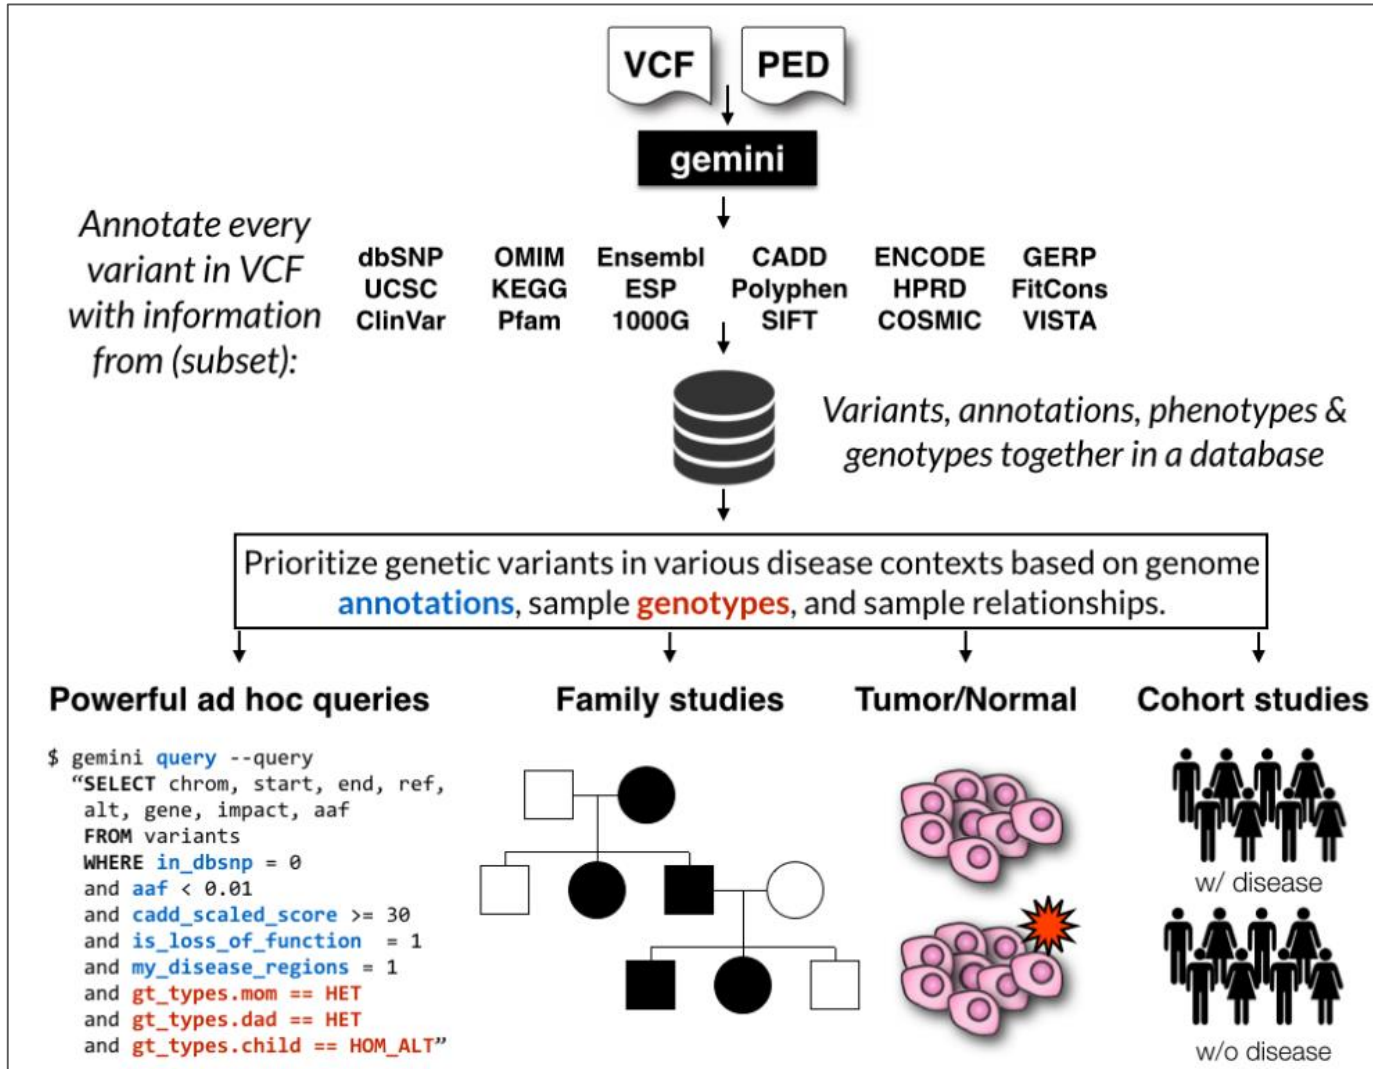 VCF PED
gemini
Annotate every
variant in VCF
with information
from (subset):
dbSNP OMIM Ensembl CADD ENCODE GERP
UCSC KEGG ESP Polyphen HPRD FitCons
ClinVar Pfam 1000G SIFT COSMIC VISTA
Variants, annotations, phenotypes &
genotypes together in a database
Prioritize genetic variants in various disease contexts based on genome
annotations, sample genotypes, and sample relationships.
Powerful ad hoc queries
$ gemini query --query
“SELECT chrom, start, end, ref,
alt, gene, impact, aaf
FROM variants
WHERE in_dbsnp = 0
and aaf < 0.01
and cadd_scaled_score >= 30
and is_loss_of_function  = 1
and my_disease_regions = 1
and gt_types.mom == HET
and gt_types.dad == HET
and gt_types.child == HOM_ALT”
Family studies
Tumor/Normal
Cohort studies
w/ disease
w/o disease